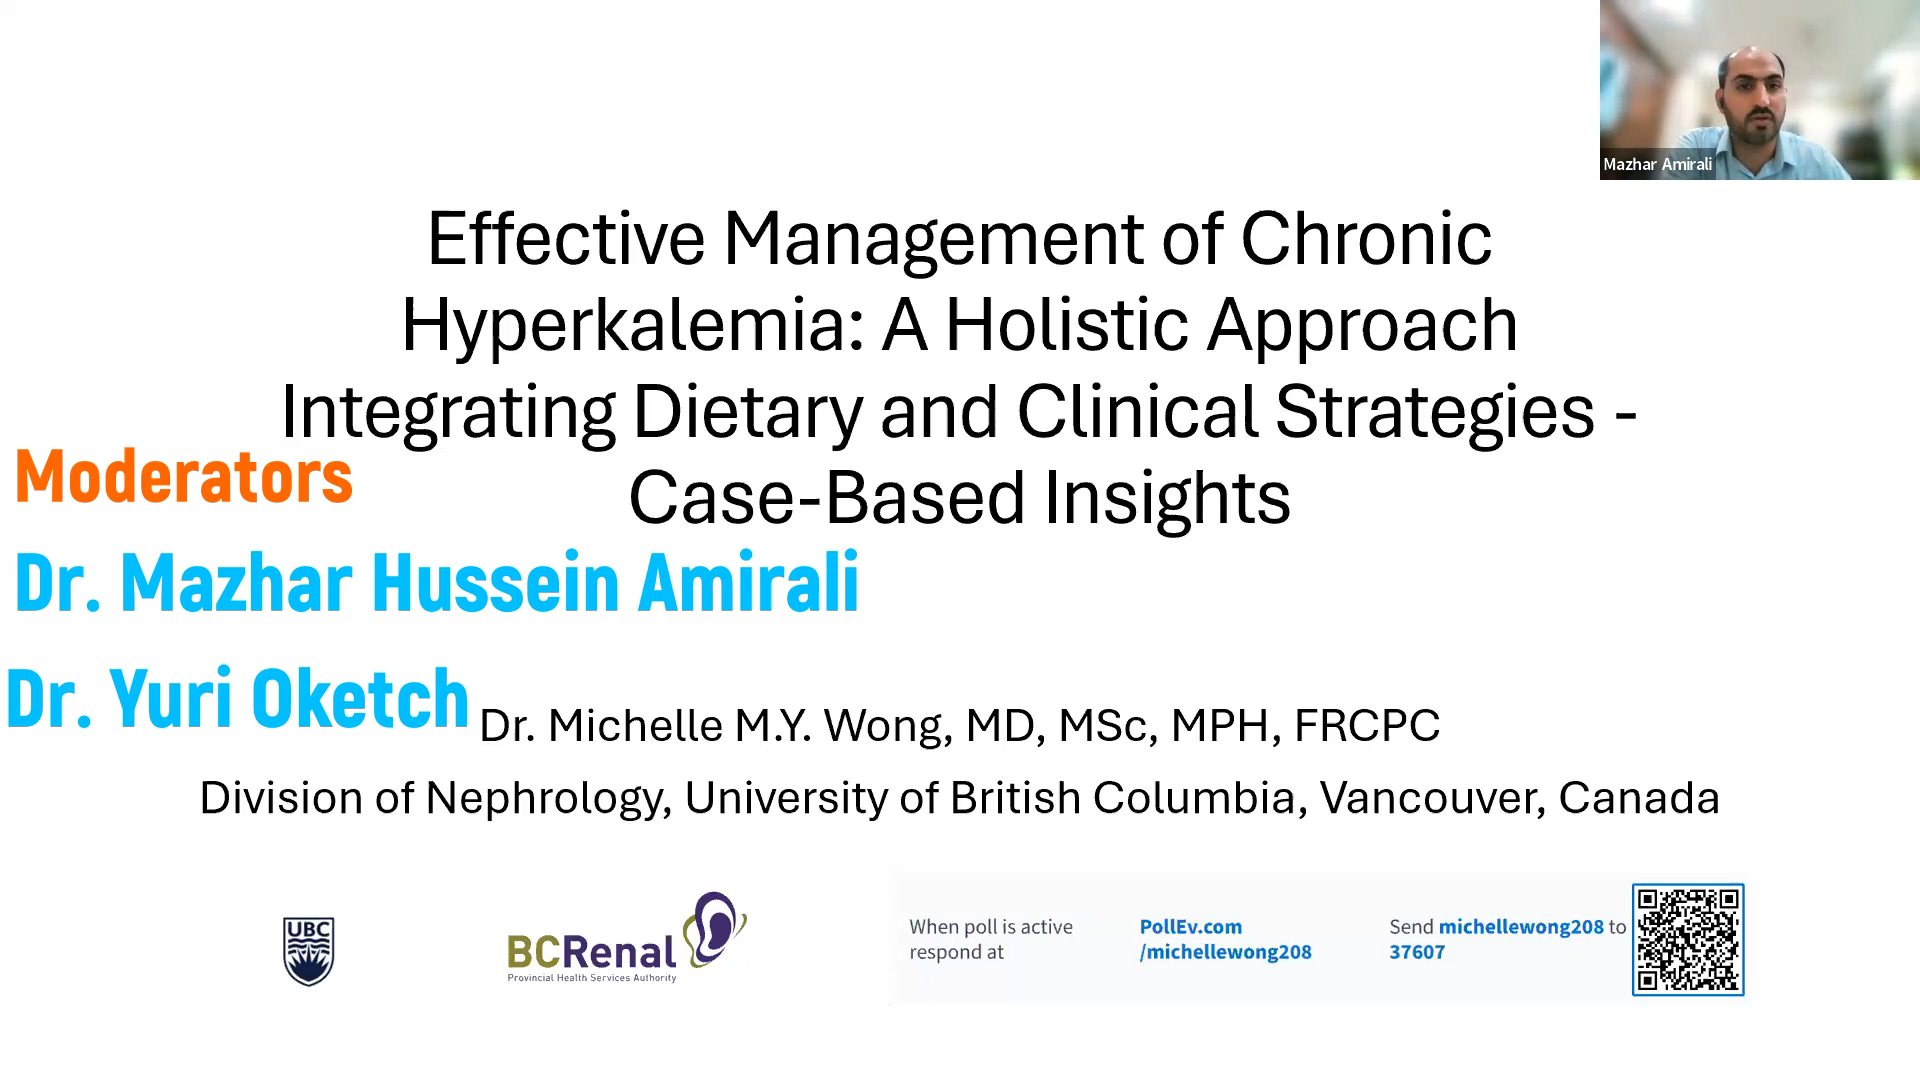 Mazhar Amirali
Effective Management of Chronic
Hyperkalemia: A Holistic Approach
Integrating Dietary and Clinical Strategies -
Case-Based Insights
Moderators
Dr. Mazhar Hussein Amirali
Dr. Yuri Oketch
Dr. Michelle M.Y. Wong, MD, MSc, MPH, FRCPC
Division of Nephrology, University of British Columbia, Vancouver, Canada
UBC
BCRenal
Provincial Health Services Authority
When poll is active
respond at
PollEv.com
/michellewong208
Send michellewong208 to
37607